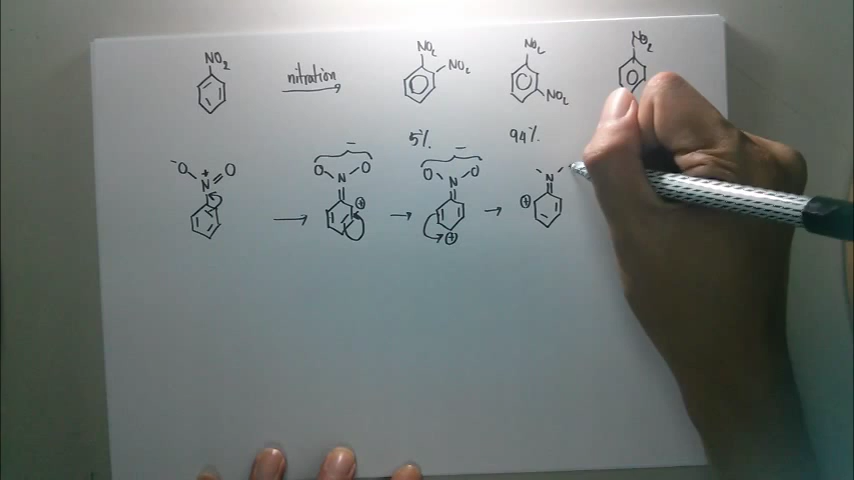 NO2 nitration NO2 NO2 NO2 NO2 NO2
5% 94%
-O N+ O
O N O -
⊕
O N O -
⊕
N
⊕